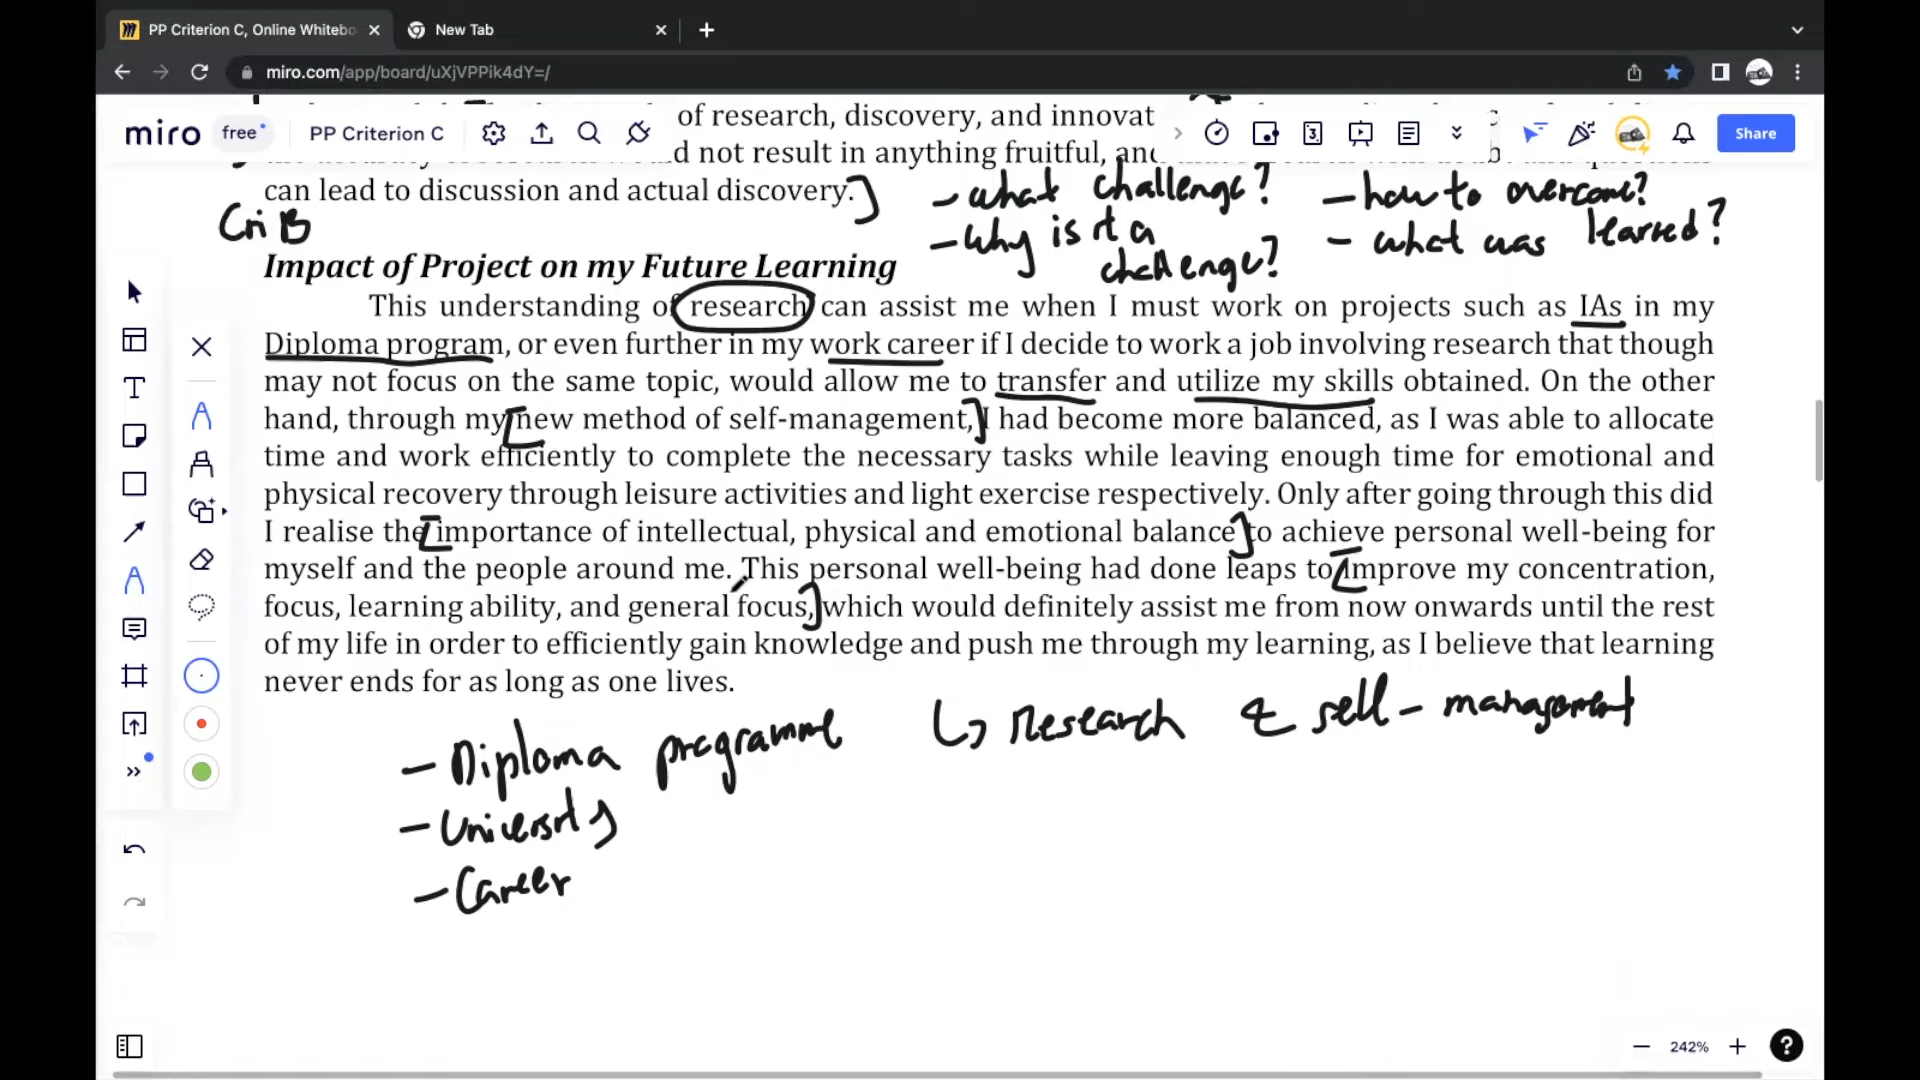 PP Criterion C, Online Whitebo
New Tab
miro.com/app/board/uXjVPPik4dY=/
of research, discovery, and innovat
miro free PP Criterion C
3
Share
d not result in anything fruitful, and
can lead to discussion and actual discovery.
- what challenge? - how to overcome?
Cri B
- Why is it a challenge? - what was learned?
Impact of Project on my Future Learning
This understanding of research can assist me when I must work on projects such as IAs in my
Diploma program, or even further in my work career if I decide to work a job involving research that though
may not focus on the same topic, would allow me to transfer and utilize my skills obtained. On the other
hand, through my new method of self-management, I had become more balanced, as I was able to allocate
time and work efficiently to complete the necessary tasks while leaving enough time for emotional and
physical recovery through leisure activities and light exercise respectively. Only after going through this did
I realise the importance of intellectual, physical and emotional balance to achieve personal well-being for
myself and the people around me. This personal well-being had done leaps to improve my concentration,
focus, learning ability, and general focus, which would definitely assist me from now onwards until the rest
of my life in order to efficiently gain knowledge and push me through my learning, as I believe that learning
never ends for as long as one lives.
↳ Research & self-management
- Diploma programme
- University
- Career
242%